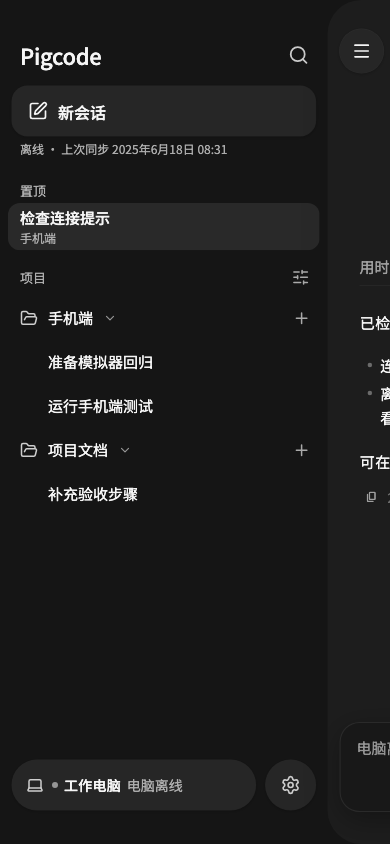 Pigcode
新会话
离线 • 上次同步 2025年6月18日 08:31
置顶
检查连接提示
手机端
项目
手机端
准备模拟器回归
运行手机端测试
项目文档
补充验收步骤
工作电脑 电脑离线
用时
已检
连
离
看
可在
电脑离